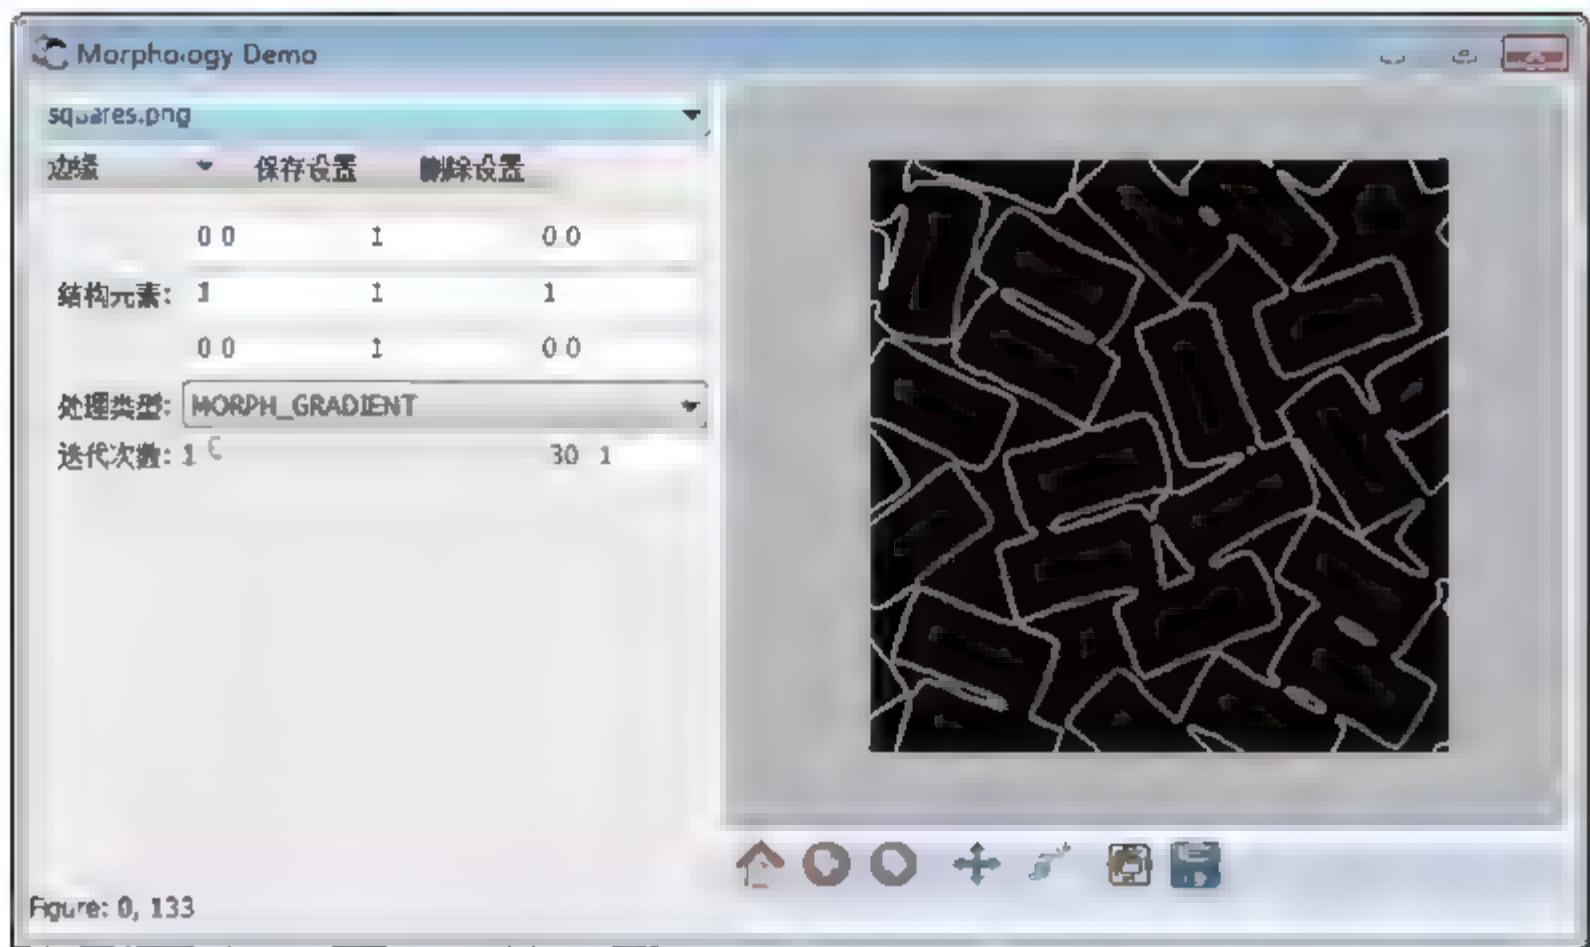 Morphology Demo
squares.png
边缘 保存设置 删除设置
0 0 1 0 0
结构元素: 1 1 1
0 0 1 0 0
处理类型: MORPH_GRADIENT
迭代次数: 1 30 1
Figure: 0, 133